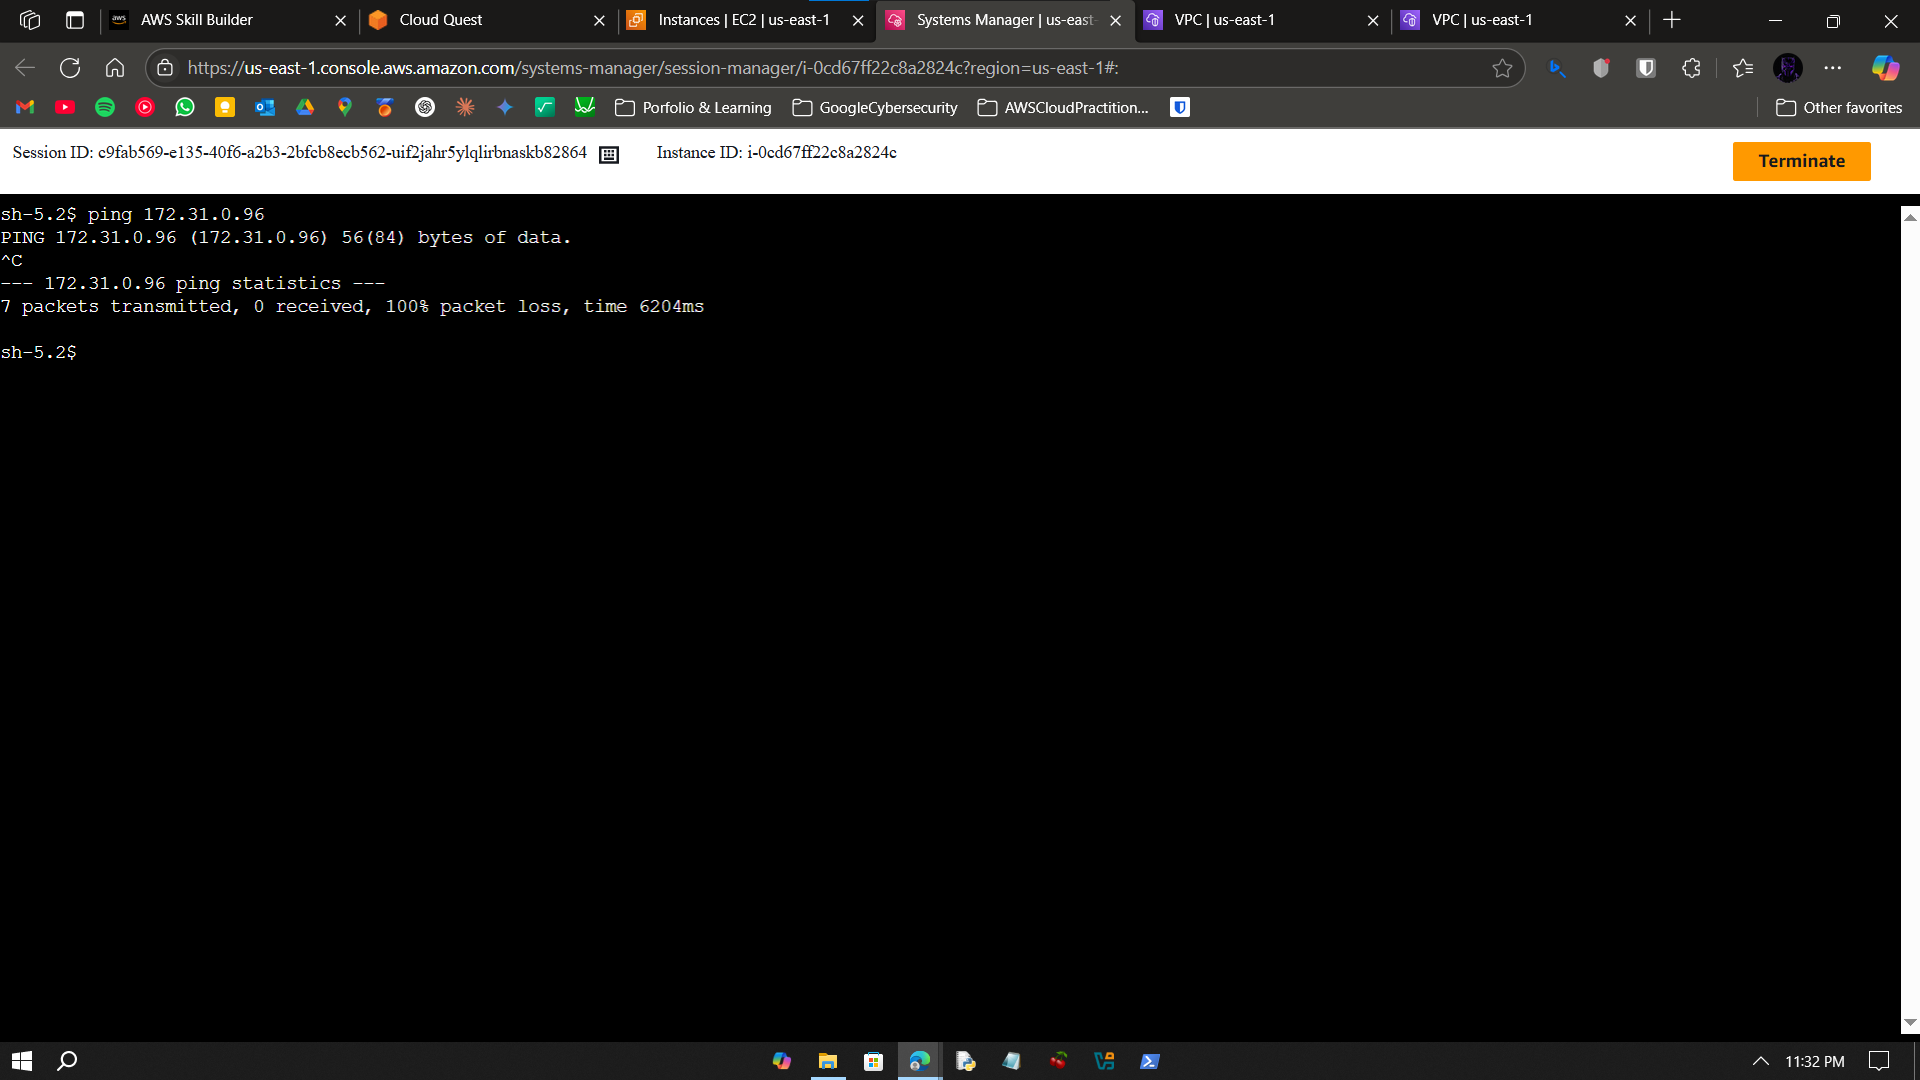 aws
AWS Skill Builder
Cloud Quest
Instances | EC2 | us-east-1
Systems Manager | us-east-
VPC | us-east-1
VPC | us-east-1
https://us-east-1.console.aws.amazon.com/systems-manager/session-manager/i-0cd67ff22c8a2824c?region=us-east-1#:
Porfolio & Learning
GoogleCybersecurity
AWSCloudPractition...
Other favorites
Session ID: c9fab569-e135-40f6-a2b3-2bfcb8ecb562-uif2jahr5ylqlirbnaskb82864
Instance ID: i-0cd67ff22c8a2824c
Terminate
sh-5.2$ ping 172.31.0.96
PING 172.31.0.96 (172.31.0.96) 56(84) bytes of data.
^C
--- 172.31.0.96 ping statistics ---
7 packets transmitted, 0 received, 100% packet loss, time 6204ms
sh-5.2$
11:32 PM